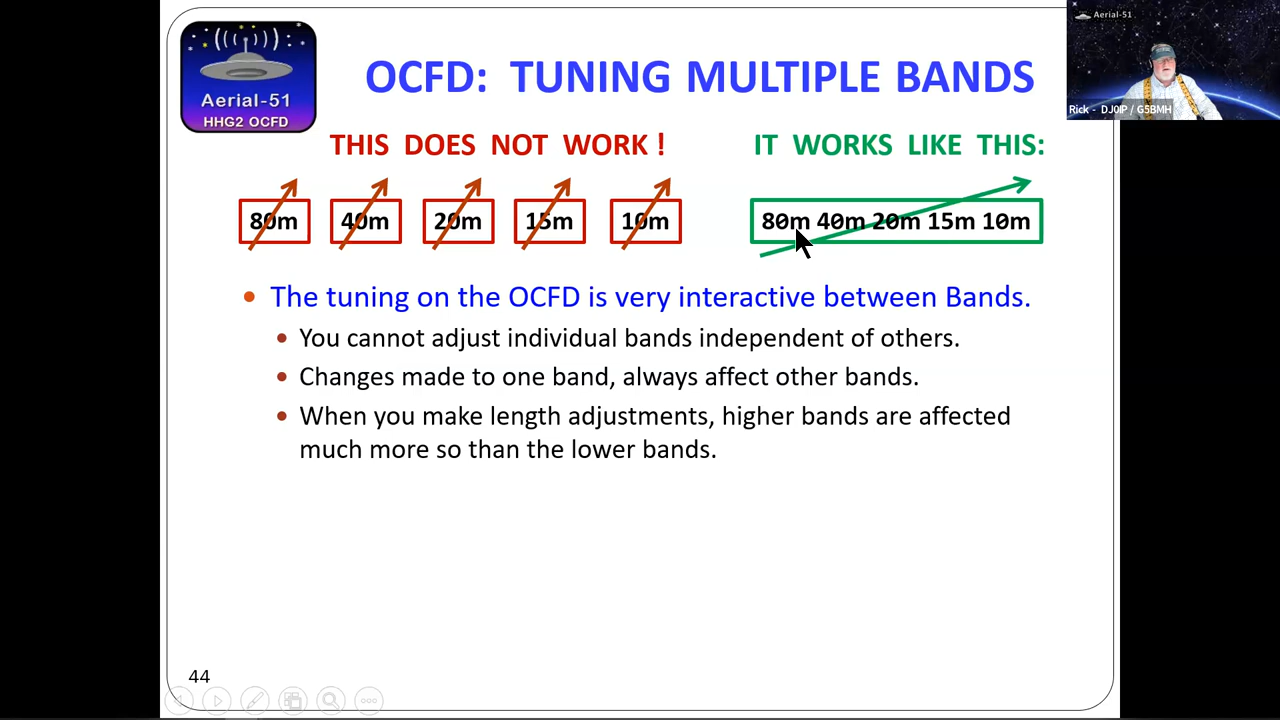 Aerial-51
HHG2 OCFD
OCFD: TUNING MULTIPLE BANDS
Aerial-51
Rick - DJ0IP / G5BMH
THIS DOES NOT WORK !
IT WORKS LIKE THIS:
80m 40m 20m 15m 10m
80m 40m 20m 15m 10m
• The tuning on the OCFD is very interactive between Bands.
• You cannot adjust individual bands independent of others.
• Changes made to one band, always affect other bands.
• When you make length adjustments, higher bands are affected
much more so than the lower bands.
44